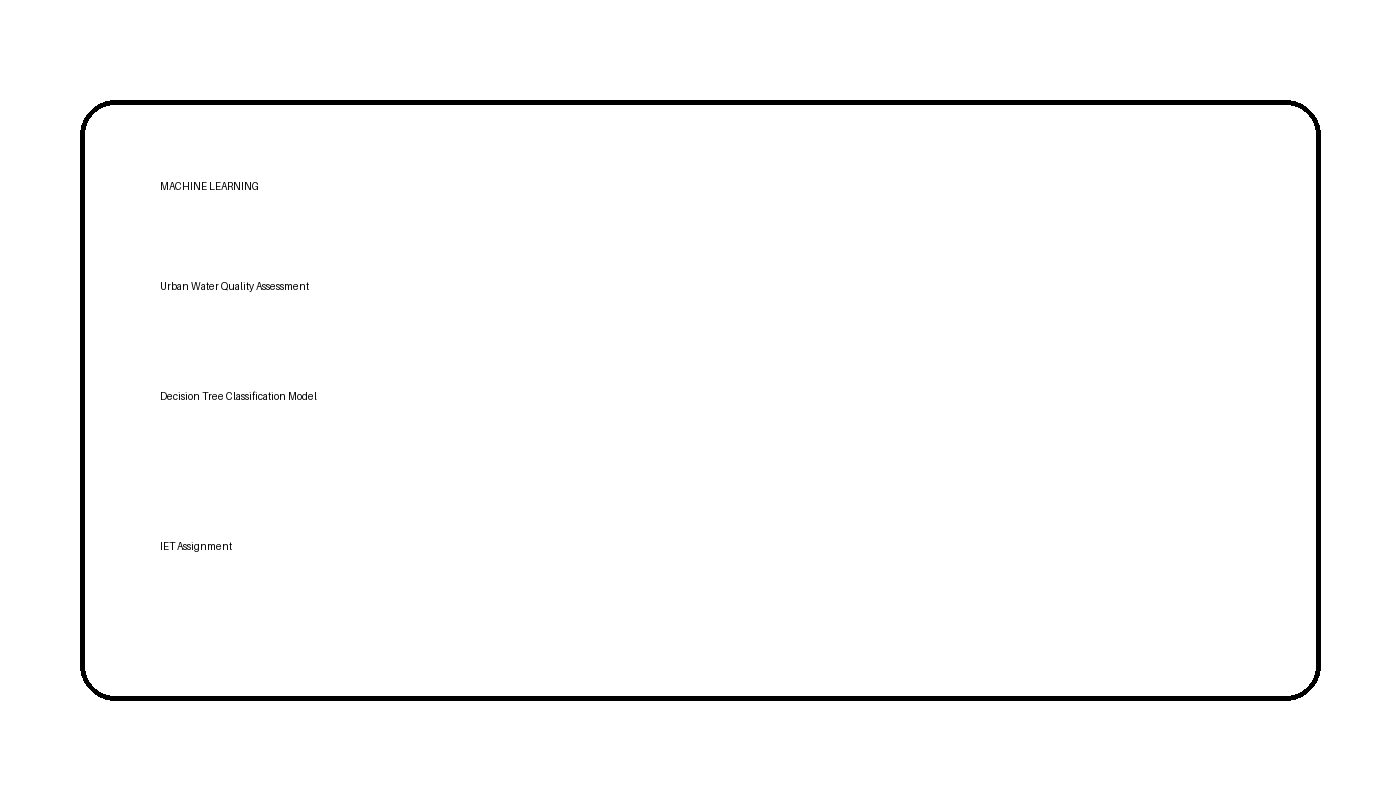 MACHINE LEARNING
Urban Water Quality Assessment
Decision Tree Classification Model
IET Assignment